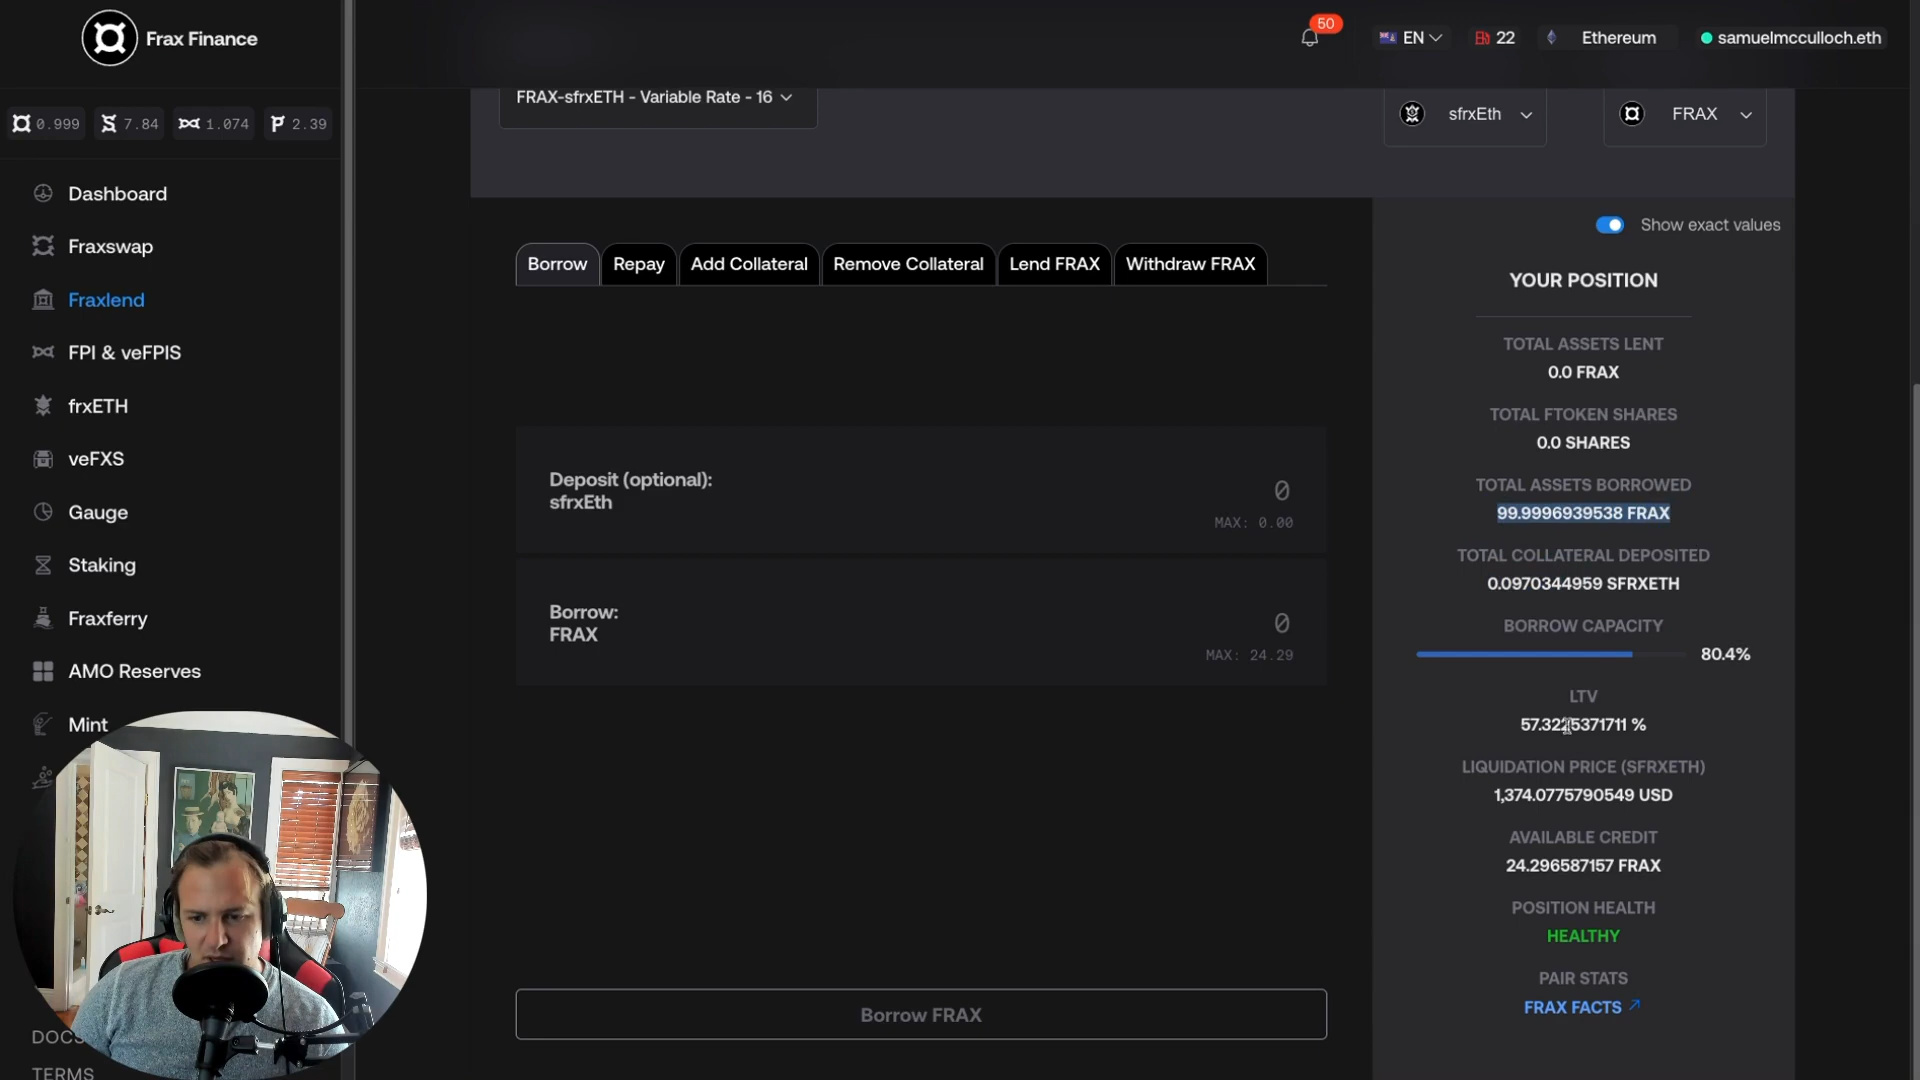 Frax Finance
50
EN
22
Ethereum
samuelmcculloch.eth
0.999
7.84
1.074
2.39
FRAX-sfrxETH - Variable Rate - 16
sfrxEth
FRAX
Dashboard
Fraxswap
Fraxlend
FPI & veFPIS
frxETH
veFXS
Gauge
Staking
Fraxferry
AMO Reserves
Mint
DOCS
TERMS
Borrow
Repay
Add Collateral
Remove Collateral
Lend FRAX
Withdraw FRAX
Deposit (optional):
sfrxEth
0
MAX: 0.00
Borrow:
FRAX
0
MAX: 24.29
Borrow FRAX
Show exact values
YOUR POSITION
TOTAL ASSETS LENT
0.0 FRAX
TOTAL FTOKEN SHARES
0.0 SHARES
TOTAL ASSETS BORROWED
99.9996939538 FRAX
TOTAL COLLATERAL DEPOSITED
0.0970344959 SFRXETH
BORROW CAPACITY
80.4%
LTV
%
LIQUIDATION PRICE (SFRXETH)
1,374.0775790549 USD
AVAILABLE CREDIT
24.296587157 FRAX
POSITION HEALTH
HEALTHY
PAIR STATS
FRAX FACTS